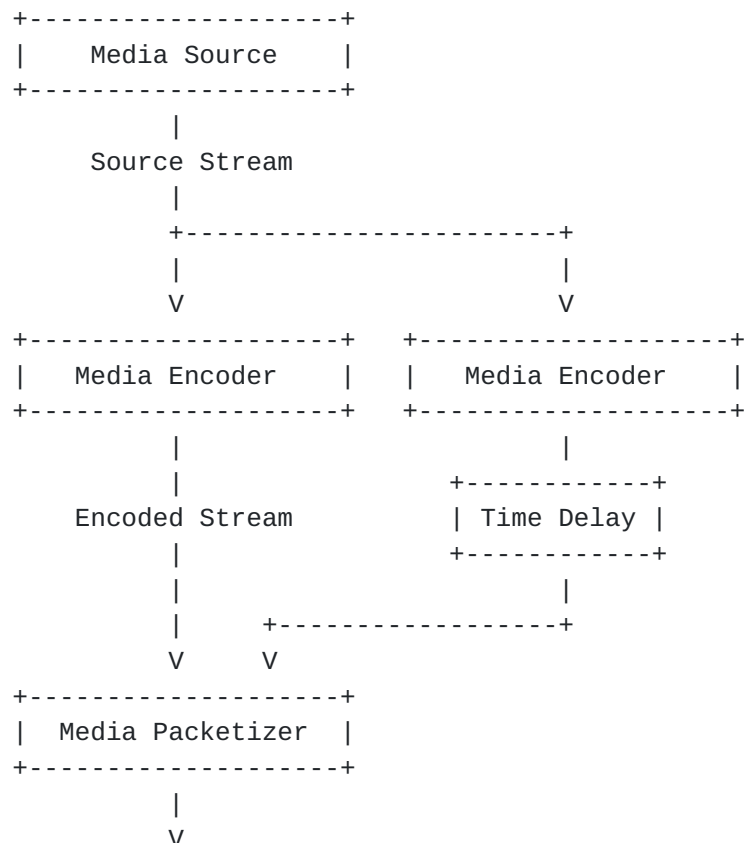 Media Source
Source Stream
Media Encoder Media Encoder
Encoded Stream Time Delay
Media Packetizer